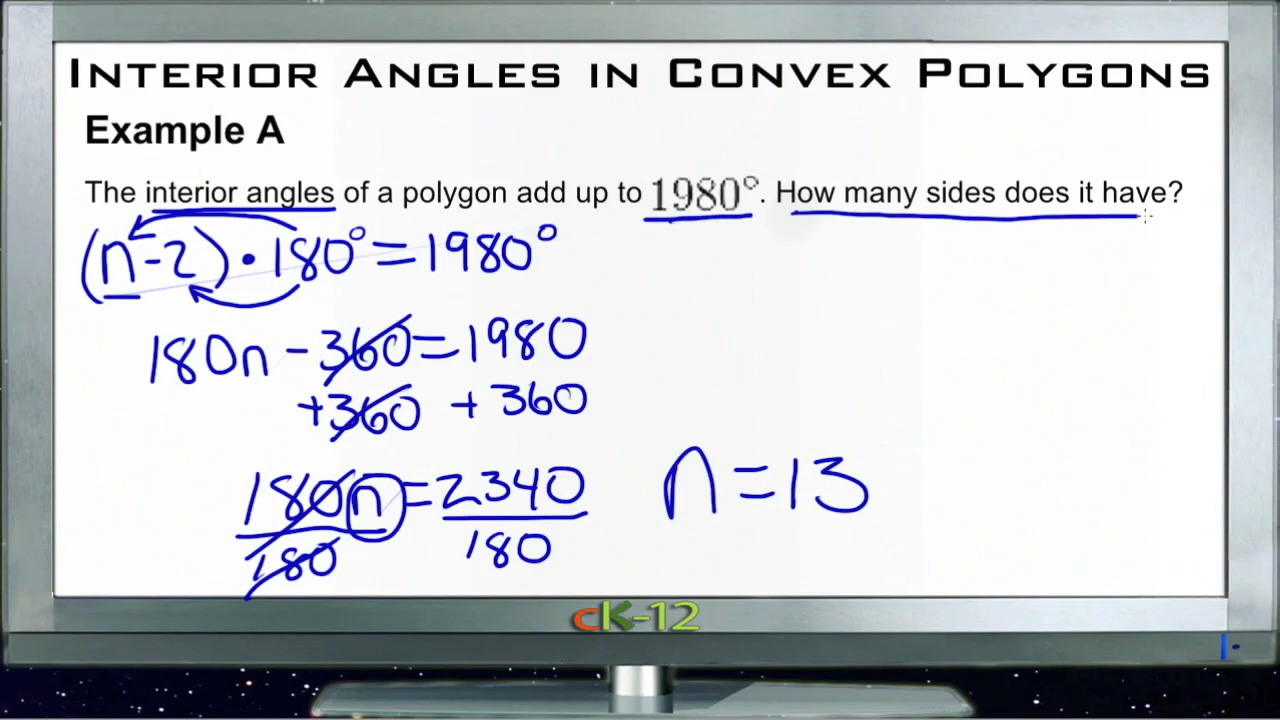 INTERIOR ANGLES IN CONVEX POLYGONS
Example A
The interior angles of a polygon add up to 1980°. How many sides does it have?
(n-2)•180°=1980°
180n-360=1980
+360 +360
180n=2340
180 180
n=13
cK-12